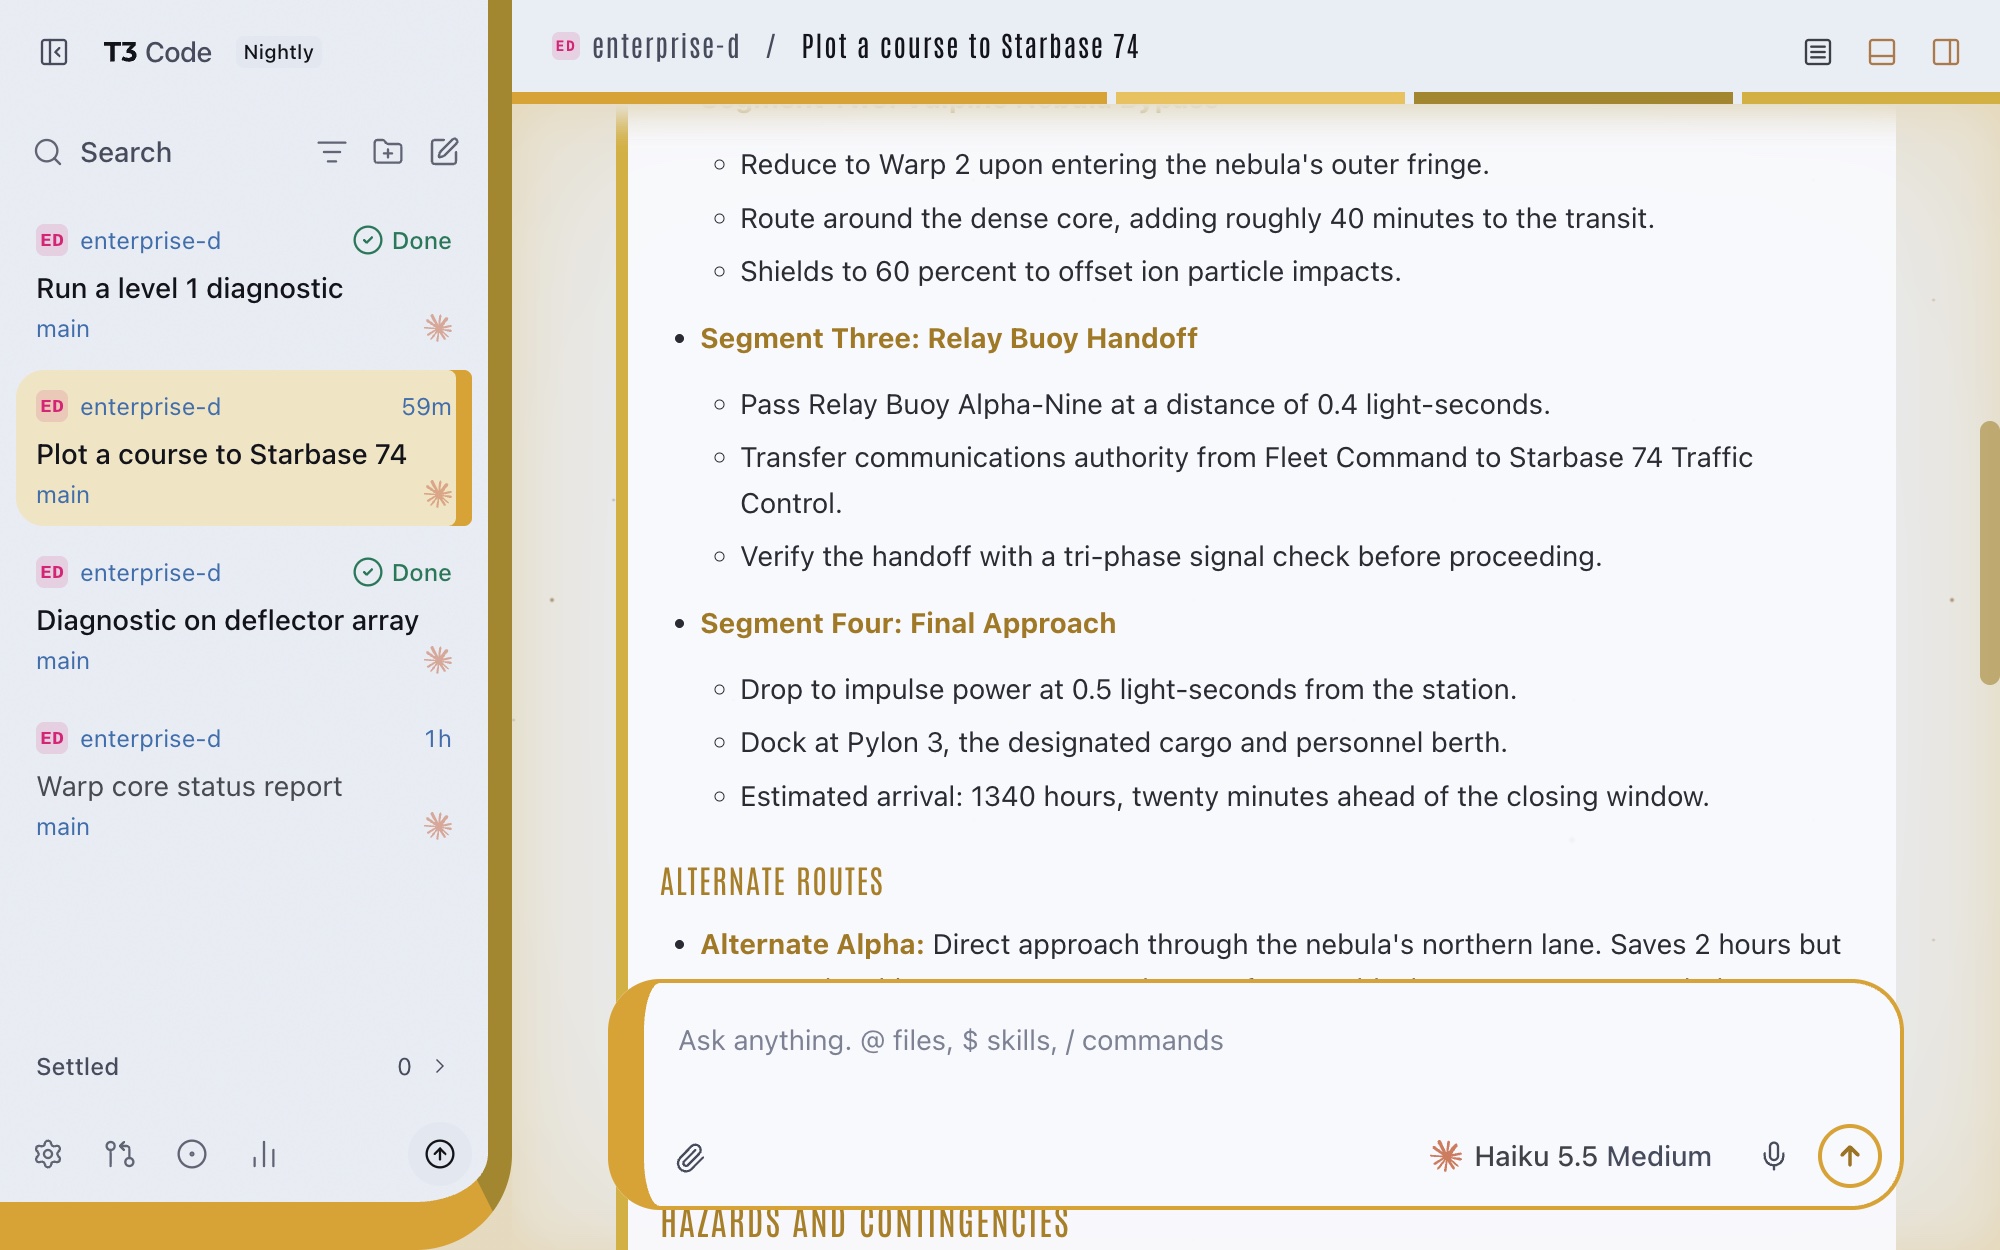 T3 Code Nightly
Search
ED enterprise-d Done
Run a level 1 diagnostic
main
ED enterprise-d 59m
Plot a course to Starbase 74
main
ED enterprise-d Done
Diagnostic on deflector array
main
ED enterprise-d 1h
Warp core status report
main
Settled 0
ED enterprise-d / Plot a course to Starbase 74
Reduce to Warp 2 upon entering the nebula's outer fringe.
Route around the dense core, adding roughly 40 minutes to the transit.
Shields to 60 percent to offset ion particle impacts.
Segment Three: Relay Buoy Handoff
Pass Relay Buoy Alpha-Nine at a distance of 0.4 light-seconds.
Transfer communications authority from Fleet Command to Starbase 74 Traffic
Control.
Verify the handoff with a tri-phase signal check before proceeding.
Segment Four: Final Approach
Drop to impulse power at 0.5 light-seconds from the station.
Dock at Pylon 3, the designated cargo and personnel berth.
Estimated arrival: 1340 hours, twenty minutes ahead of the closing window.
ALTERNATE ROUTES
Alternate Alpha: Direct approach through the nebula's northern lane. Saves 2 hours but
Ask anything. @ files, $ skills, / commands
Haiku 5.5 Medium
HAZARDS AND CONTINGENCIES